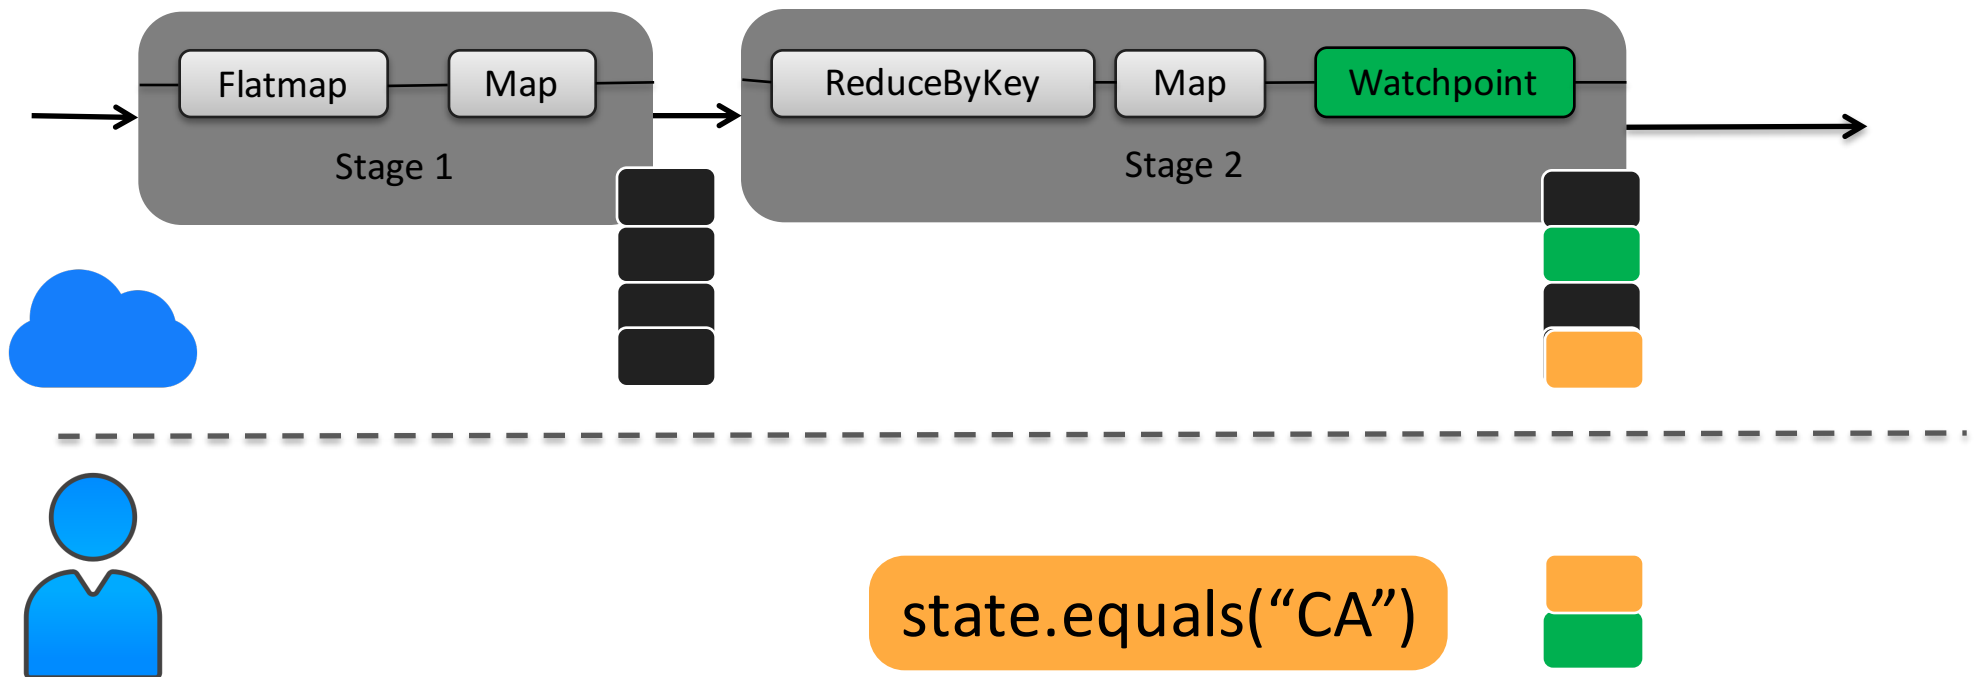 Flatmap
Map
Stage 1
ReduceByKey
Map
Watchpoint
Stage 2
state.equals(“CA”)